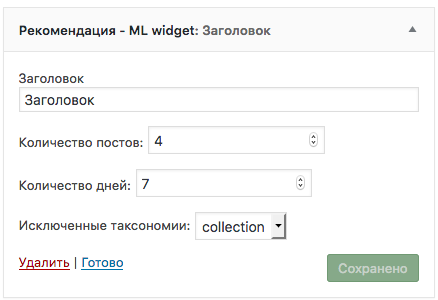 Рекомендация - ML widget: Заголовок
Заголовок
Заголовок
Количество постов: 4
Количество дней: 7
Исключенные таксономии: collection
Удалить | Готово
Сохранено